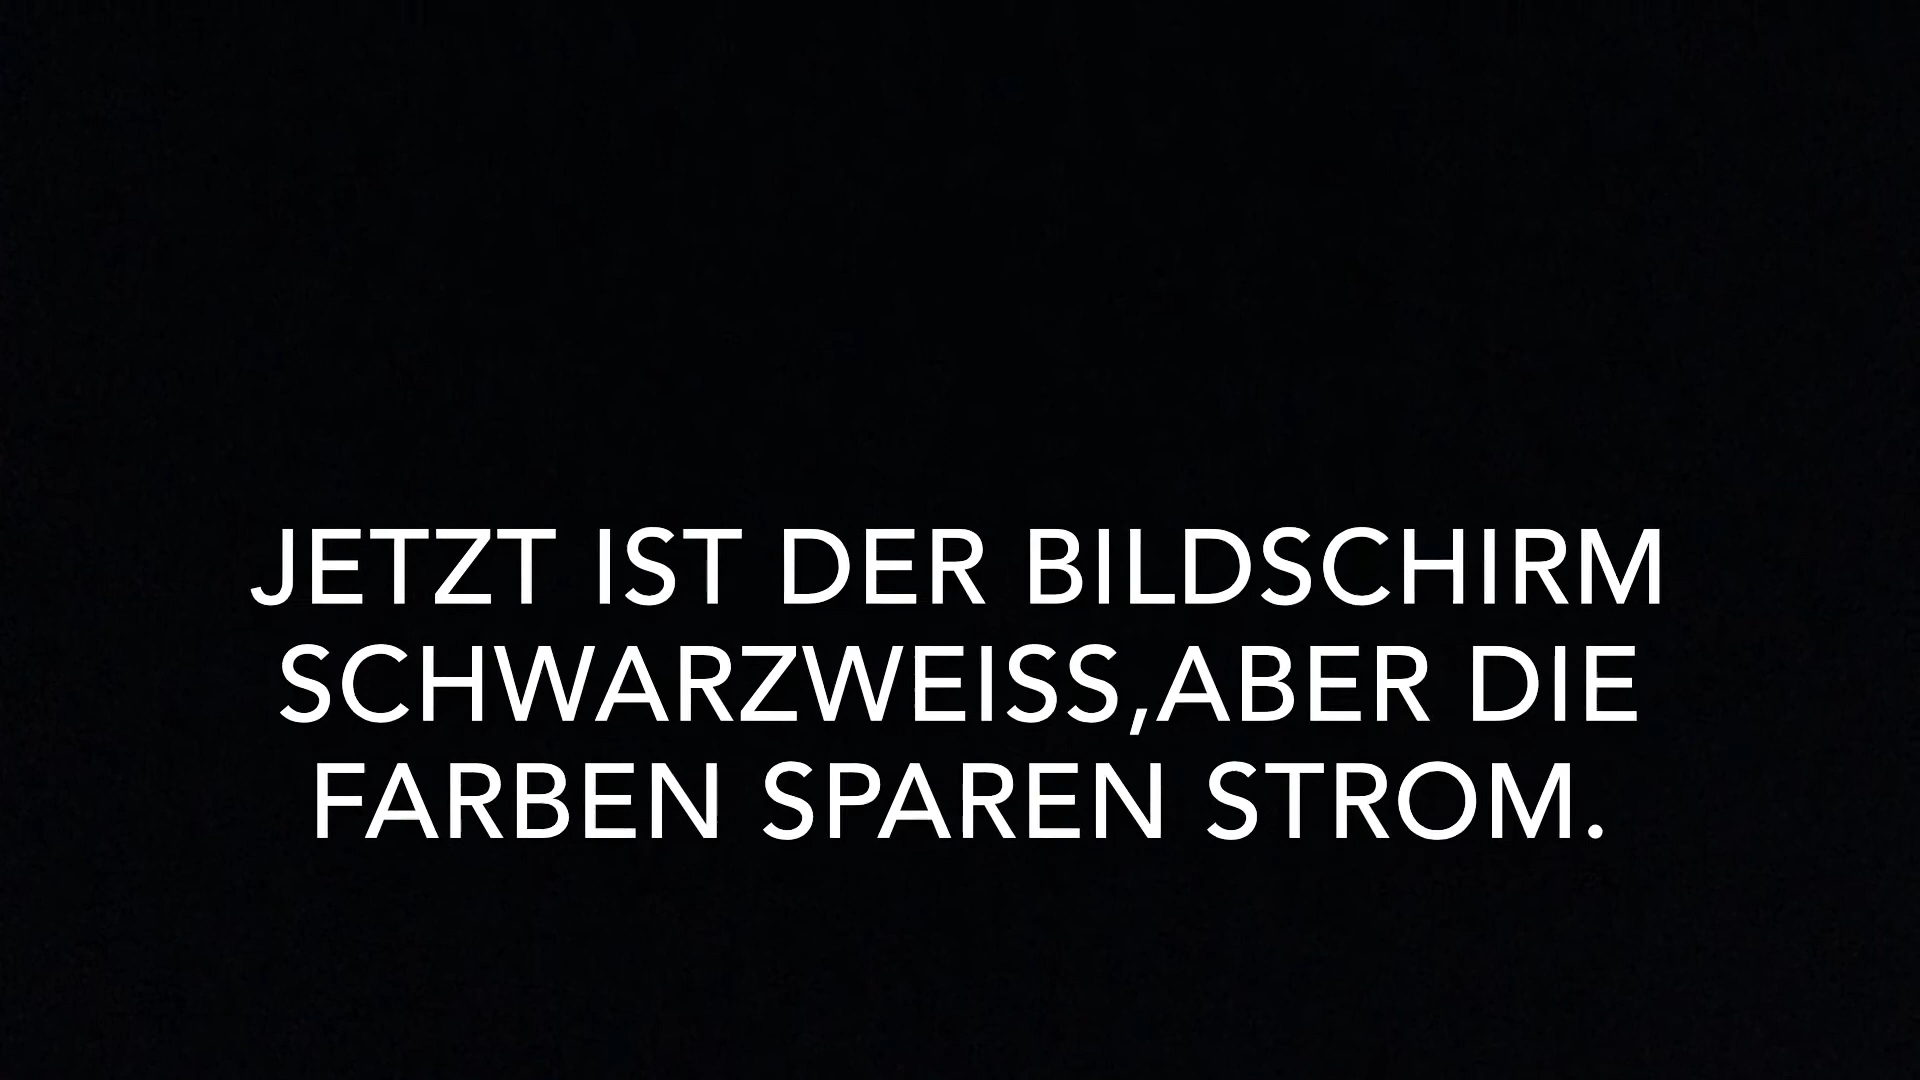 JETZT IST DER BILDSCHIRM
SCHWARZWEISS,ABER DIE
FARBEN SPAREN STROM.